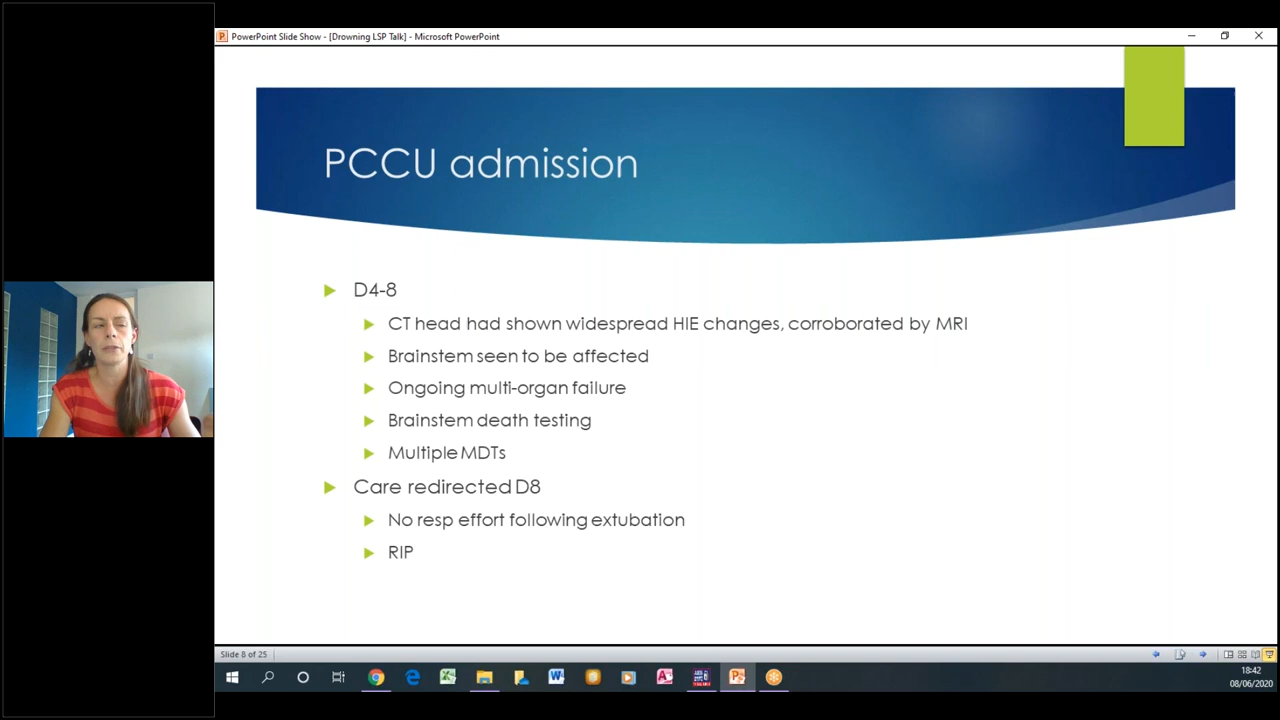 PowerPoint Slide Show - [Drowning LSP Talk] - Microsoft PowerPoint
PCCU admission
D4-8
CT head had shown widespread HIE changes, corroborated by MRI
Brainstem seen to be affected
Ongoing multi-organ failure
Brainstem death testing
Multiple MDTs
Care redirected D8
No resp effort following extubation
RIP
Slide 8 of 25
18:42
08/06/2020